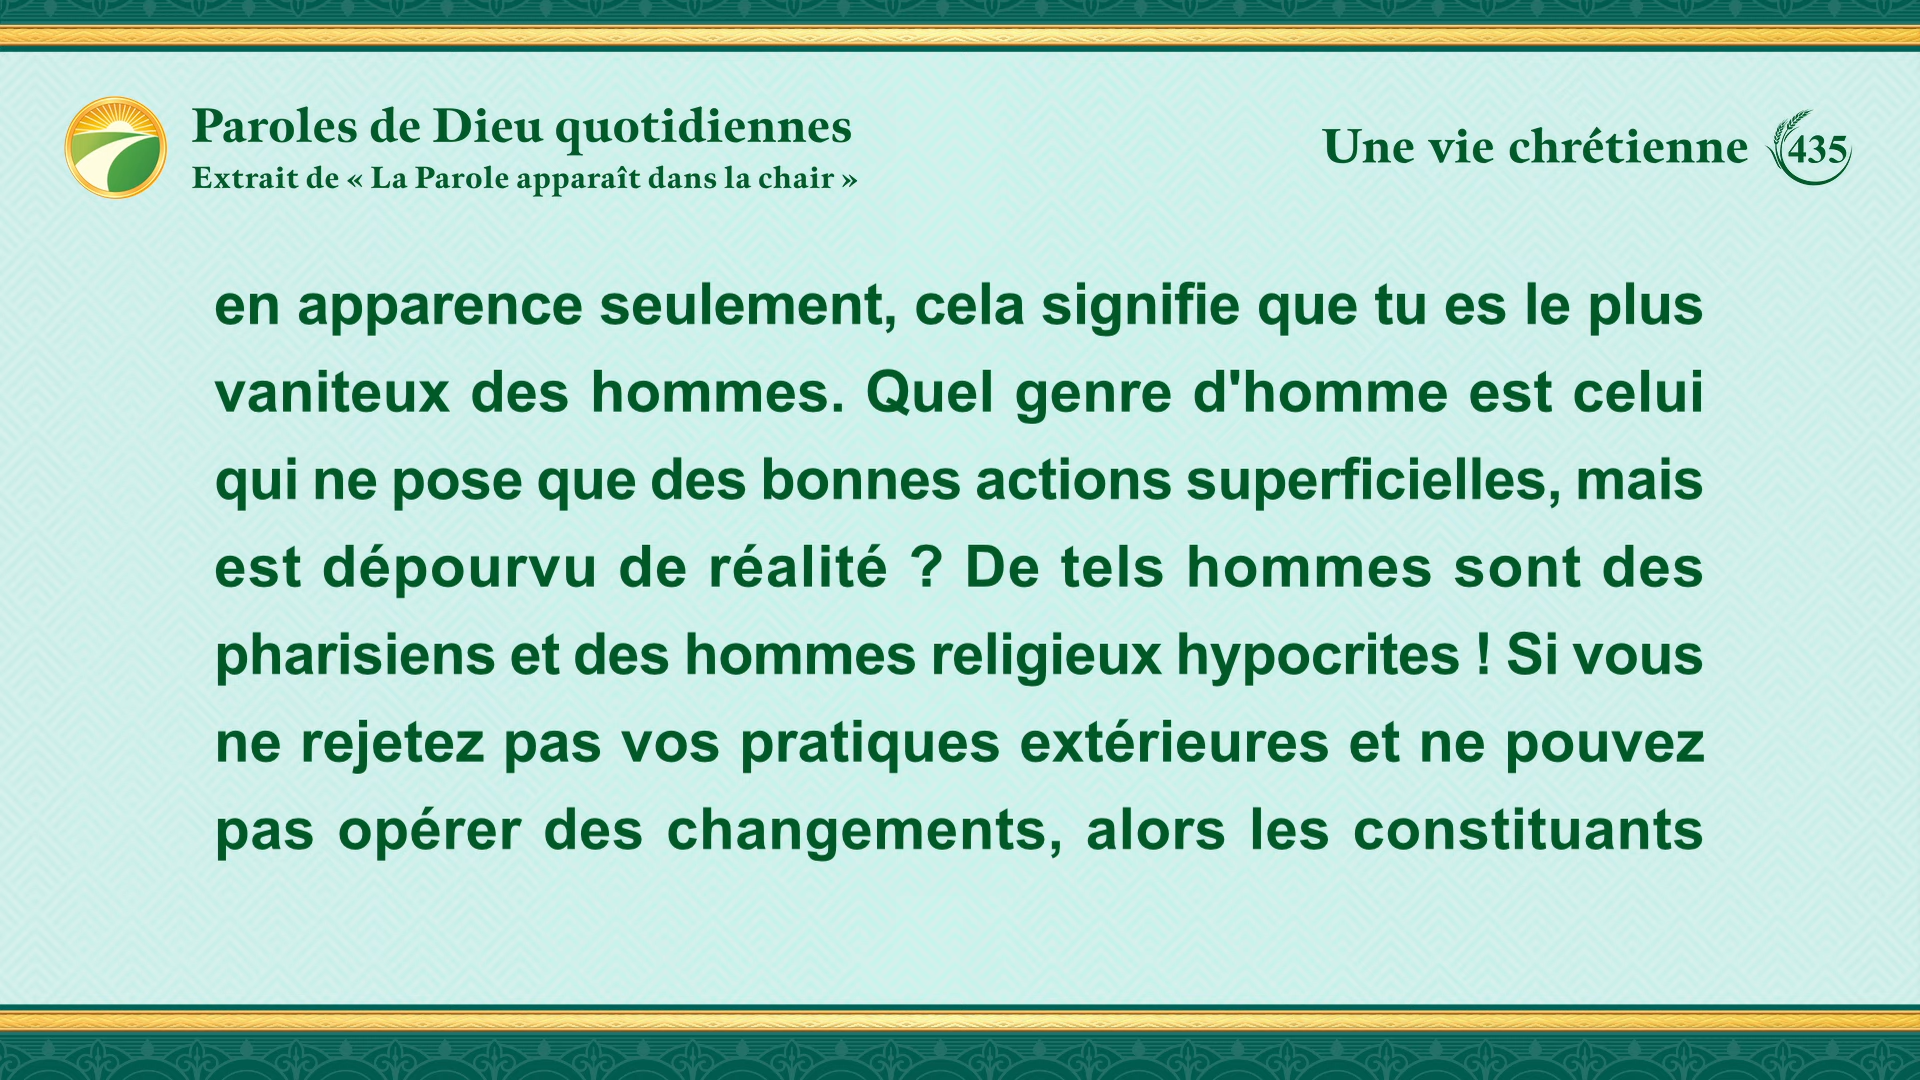 Paroles de Dieu quotidiennes
Extrait de « La Parole apparaît dans la chair »
Une vie chrétienne 435
en apparence seulement, cela signifie que tu es le plus
vaniteux des hommes. Quel genre d'homme est celui
qui ne pose que des bonnes actions superficielles, mais
est dépourvu de réalité ? De tels hommes sont des
pharisiens et des hommes religieux hypocrites ! Si vous
ne rejetez pas vos pratiques extérieures et ne pouvez
pas opérer des changements, alors les constituants